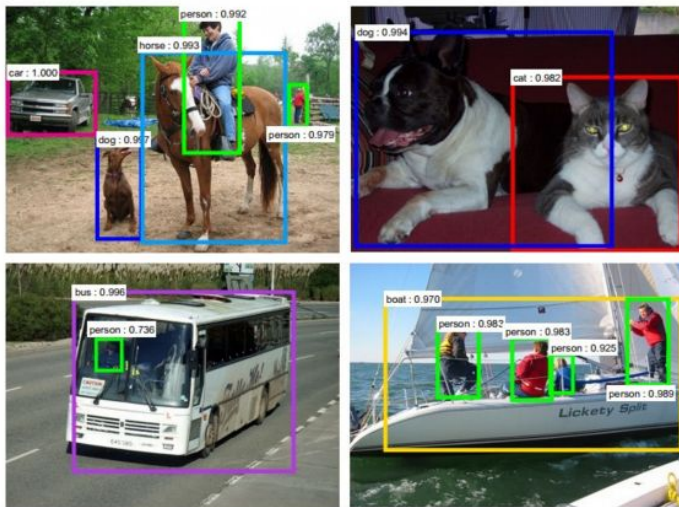 person : 0.992
horse : 0.993
car : 1.000
dog : 0.997
person : 0.979
dog : 0.994
cat : 0.982
bus : 0.996
person : 0.736
boat : 0.970
person : 0.983
person : 0.983
person : 0.925
person : 0.989
Lickety Split